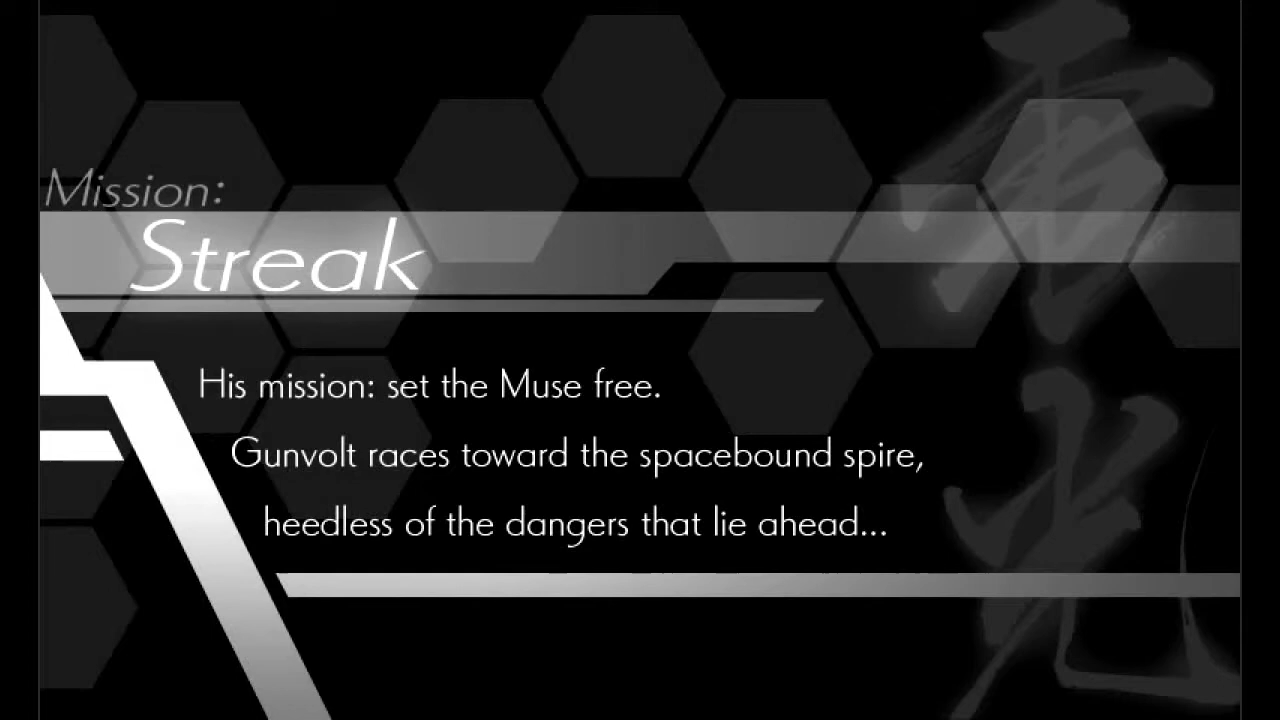 Mission:
Streak
His mission: set the Muse free.
Gunvolt races toward the spacebound spire,
heedless of the dangers that lie ahead...